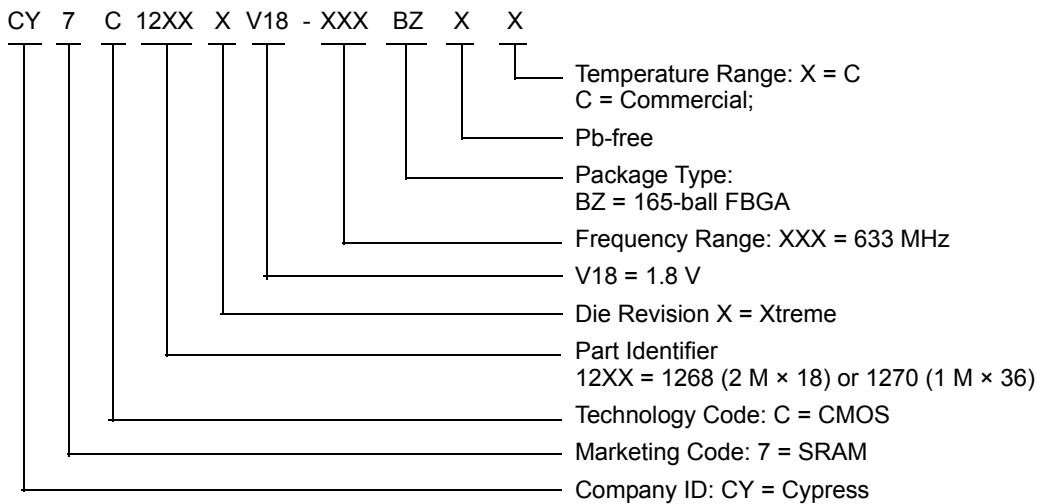 CY 7 C 12XX X V18 - XXX BZ X X
Temperature Range: X = C
C = Commercial;
Pb-free
Package Type:
BZ = 165-ball FBGA
Frequency Range: XXX = 633 MHz
V18 = 1.8 V
Die Revision X = Xtreme
Part Identifier
12XX = 1268 (2 M × 18) or 1270 (1 M × 36)
Technology Code: C = CMOS
Marketing Code: 7 = SRAM
Company ID: CY = Cypress